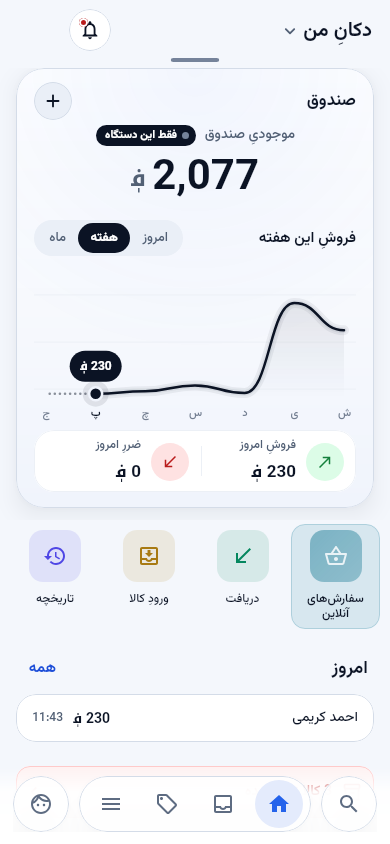 دکانِ من
صندوق
موجودیِ صندوق
فقط این دستگاه
2,077 ؋
فروشِ این هفته
امروز
هفته
ماه
230 ؋
ش
ی
د
س
چ
پ
ج
فروشِ امروز
230 ؋
ضررِ امروز
0 ؋
سفارش‌های
آنلاین
دریافت
ورودِ کالا
تاریخچه
امروز
همه
احمد کریمی
230 ؋
11:43